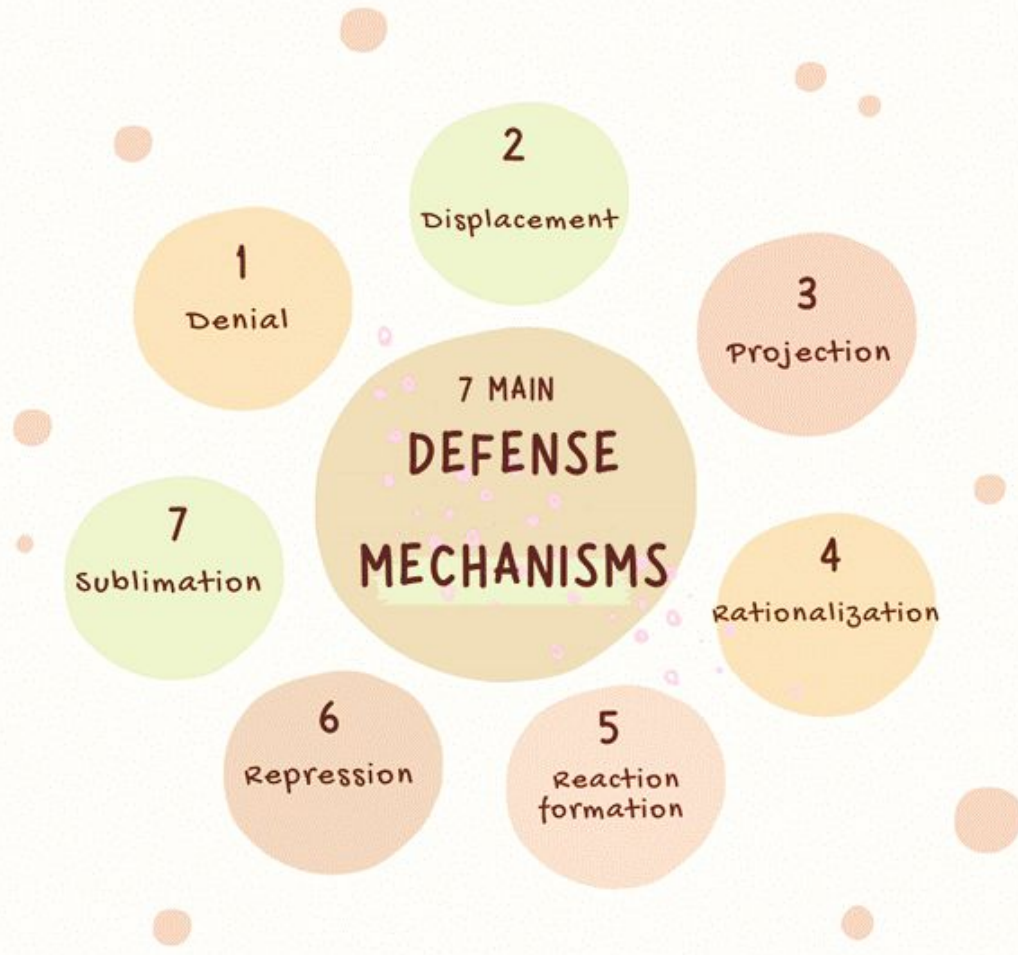 7 MAIN
DEFENSE
MECHANISMS
1
Denial
2
Displacement
3
Projection
4
Rationalization
5
Reaction
formation
6
Repression
7
Sublimation